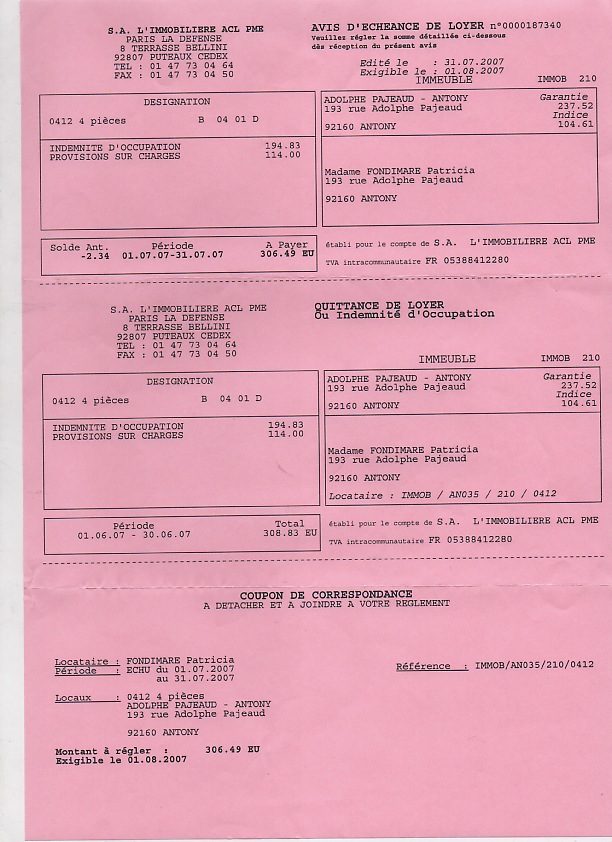 S.A. L'IMMOBILIERE ACL PME
PARIS LA DEFENSE
8 TERRASSE BELLINI
92807 PUTEAUX CEDEX
TEL : 01 47 73 04 64
FAX : 01 47 73 04 50
AVIS D'ECHEANCE DE LOYER n°0000187340
Veuillez régler la somme détaillée ci-dessous
dès réception du présent avis
Edité le : 31.07.2007
Exigible le : 01.08.2007
IMMEUBLE IMMOB 210
DESIGNATION
0412 4 pièces B 04 01 D
INDEMNITE D'OCCUPATION 194.83
PROVISIONS SUR CHARGES 114.00
ADOLPHE PAJEAUD - ANTONY Garantie
193 rue Adolphe Pajeaud 237.52
Indice
92160 ANTONY 104.61
Madame FONDIMARE Patricia
193 rue Adolphe Pajeaud
92160 ANTONY
Solde Ant. Période A Payer
-2.34 01.07.07-31.07.07 306.49 EU
établi pour le compte de S.A. L'IMMOBILIERE ACL PME
TVA intracommunautaire FR 05388412280
S.A. L'IMMOBILIERE ACL PME
PARIS LA DEFENSE
8 TERRASSE BELLINI
92807 PUTEAUX CEDEX
TEL : 01 47 73 04 64
FAX : 01 47 73 04 50
QUITTANCE DE LOYER
Ou Indemnité d'Occupation
IMMEUBLE IMMOB 210
DESIGNATION
0412 4 pièces B 04 01 D
INDEMNITE D'OCCUPATION 194.83
PROVISIONS SUR CHARGES 114.00
ADOLPHE PAJEAUD - ANTONY Garantie
193 rue Adolphe Pajeaud 237.52
Indice
92160 ANTONY 104.61
Madame FONDIMARE Patricia
193 rue Adolphe Pajeaud
92160 ANTONY
Locataire : IMMOB / AN035 / 210 / 0412
Période Total
01.06.07 - 30.06.07 308.83 EU
établi pour le compte de S.A. L'IMMOBILIERE ACL PME
TVA intracommunautaire FR 05388412280
COUPON DE CORRESPONDANCE
A DETACHER ET A JOINDRE A VOTRE REGLEMENT
Locataire : FONDIMARE Patricia
Période : ECHU du 01.07.2007
au 31.07.2007
Référence : IMMOB/AN035/210/0412
Locaux : 0412 4 pièces
ADOLPHE PAJEAUD - ANTONY
193 rue Adolphe Pajeaud
92160 ANTONY
Montant à régler : 306.49 EU
Exigible le 01.08.2007